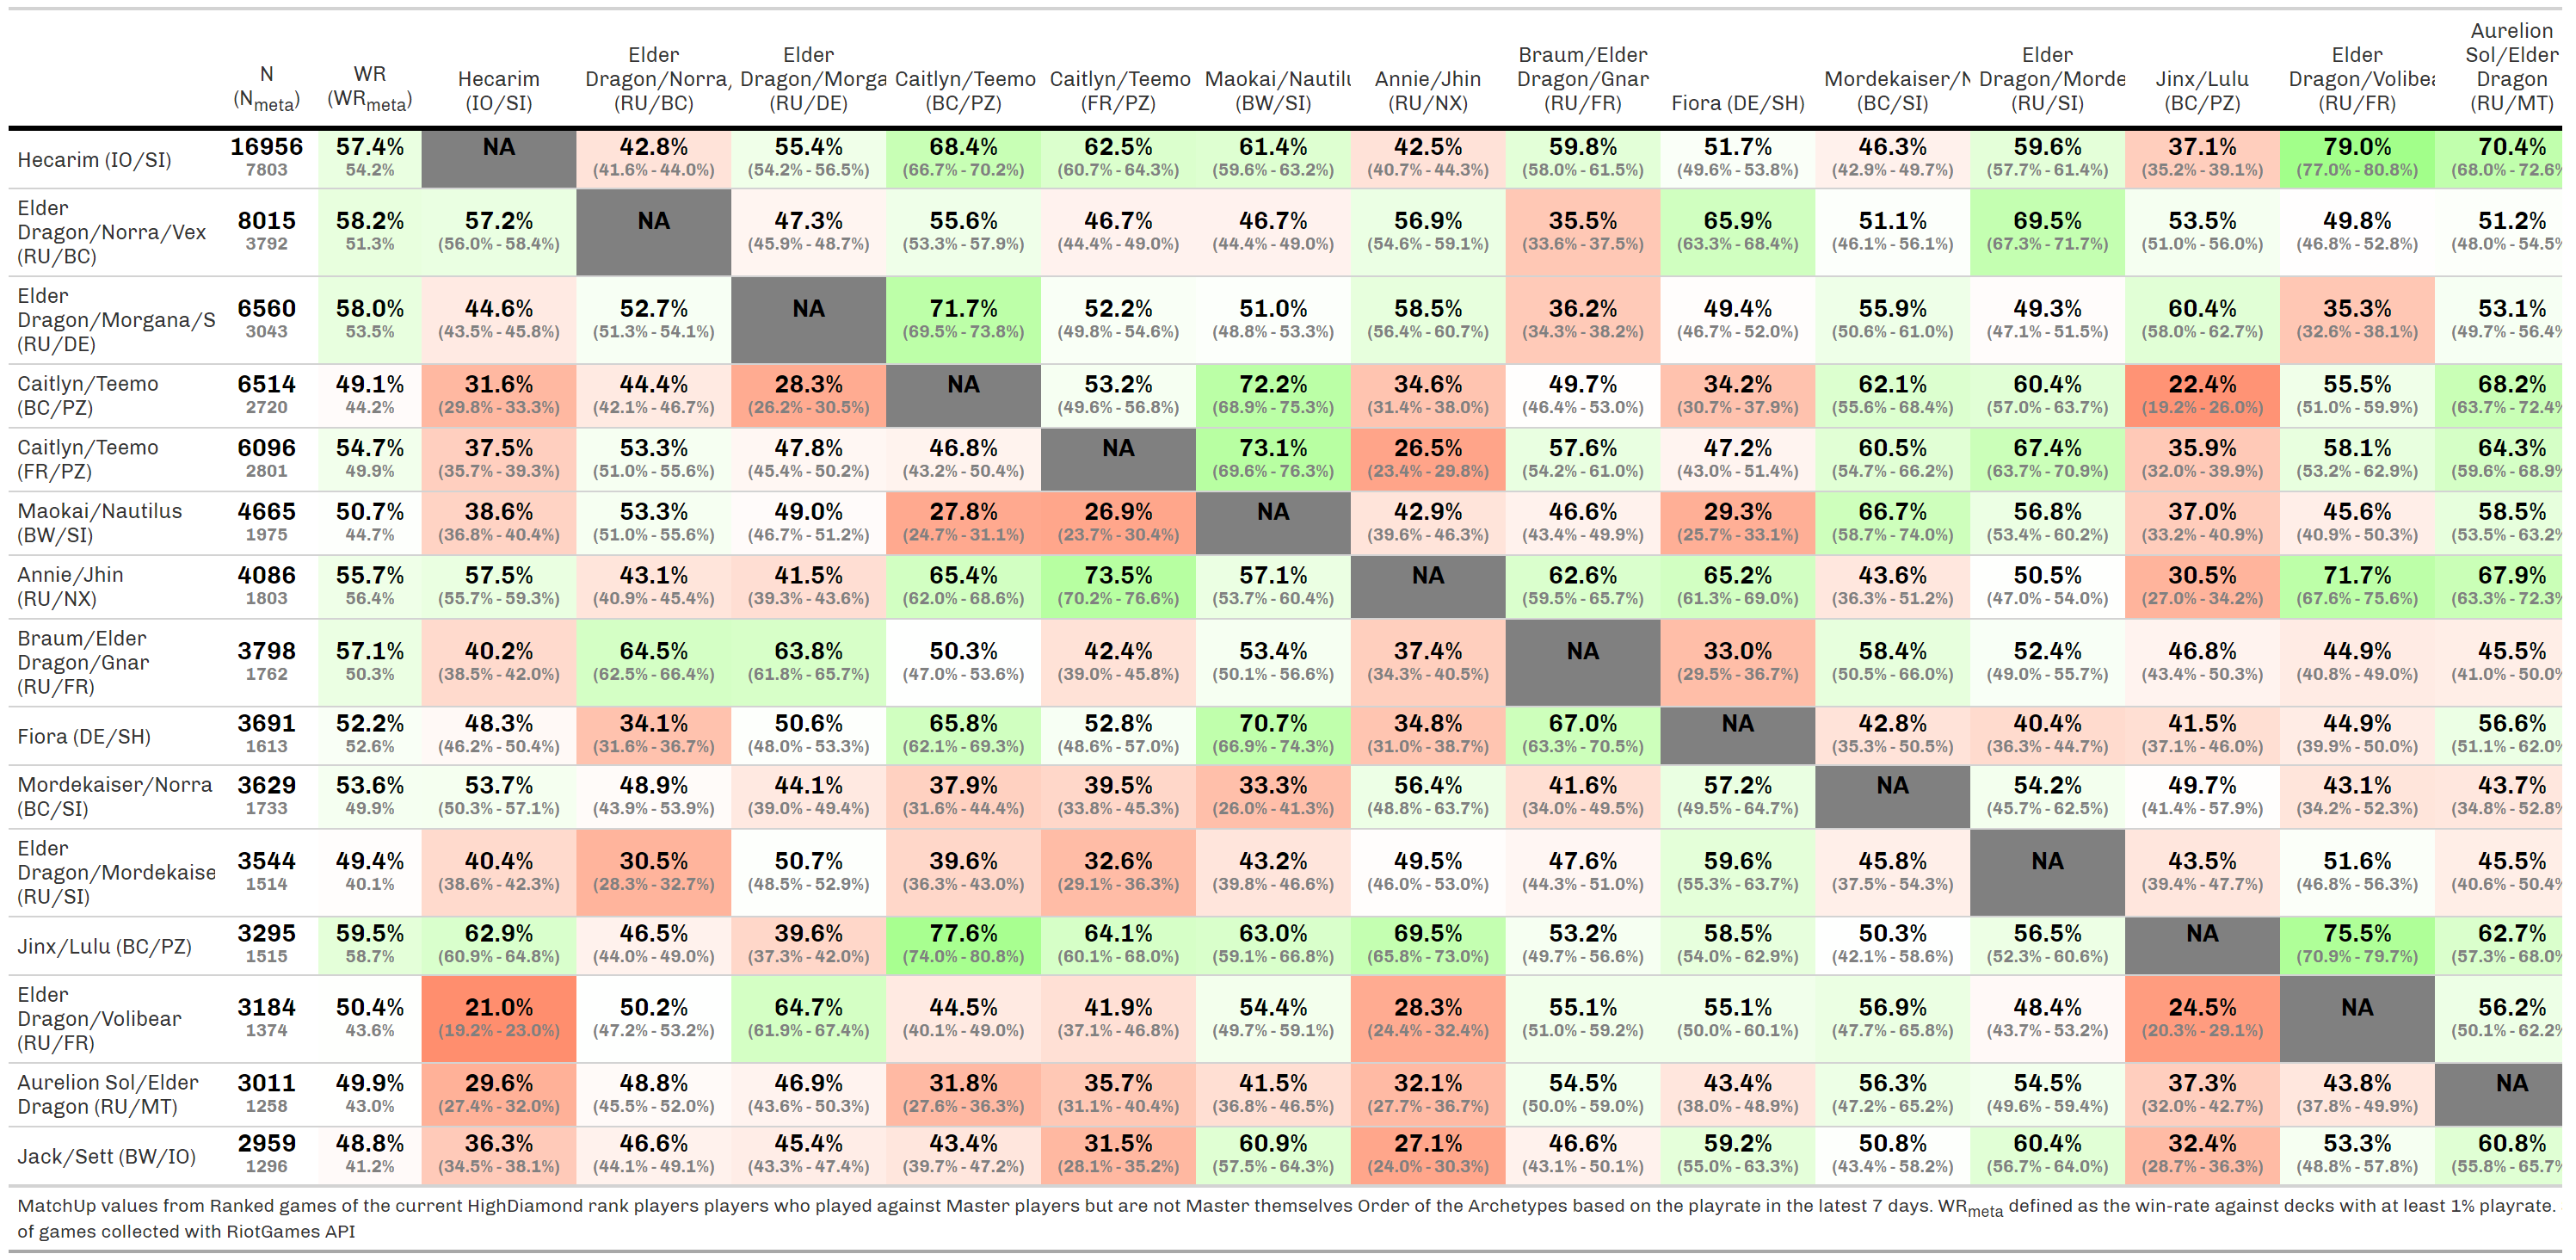 N (Nmeta) WR (WRmeta) Hecarim (IO/SI) Elder Dragon/Norra, (RU/BC) Elder Dragon/Morga (RU/DE) Caitlyn/Teemo (BC/PZ) Caitlyn/Teemo (FR/PZ) Maokai/Nautilu (BW/SI) Annie/Jhin (RU/NX) Braum/Elder Dragon/Gnar (RU/FR) Fiora (DE/SH) Mordekaiser/N (BC/SI) Elder Dragon/Morde (RU/SI) Jinx/Lulu (BC/PZ) Elder Dragon/Volibea (RU/FR) Aurelion Sol/Elder Dragon (RU/MT)
Hecarim (IO/SI) 16956 57.4% NA 42.8% 55.4% 68.4% 62.5% 61.4% 42.5% 59.8% 51.7% 46.3% 59.6% 37.1% 79.0% 70.4%
7803 54.2% (41.6% - 44.0%) (54.2% - 56.5%) (66.7% - 70.2%) (60.7% - 64.3%) (59.6% - 63.2%) (40.7% - 44.3%) (58.0% - 61.5%) (49.6% - 53.8%) (42.9% - 49.7%) (57.7% - 61.4%) (35.2% - 39.1%) (77.0% - 80.8%) (68.0% - 72.6%
Elder Dragon/Norra/Vex (RU/BC) 8015 58.2% 57.2% NA 47.3% 55.6% 46.7% 46.7% 56.9% 35.5% 65.9% 51.1% 69.5% 53.5% 49.8% 51.2%
3792 51.3% (56.0% - 58.4%) (45.9% - 48.7%) (53.3% - 57.9%) (44.4% - 49.0%) (44.4% - 49.0%) (54.6% - 59.1%) (33.6% - 37.5%) (63.3% - 68.4%) (46.1% - 56.1%) (67.3% - 71.7%) (51.0% - 56.0%) (46.8% - 52.8%) (48.0% - 54.5%
Elder Dragon/Morgana/S (RU/DE) 6560 58.0% 44.6% 52.7% NA 71.7% 52.2% 51.0% 58.5% 36.2% 49.4% 55.9% 49.3% 60.4% 35.3% 53.1%
3043 53.5% (43.5% - 45.8%) (51.3% - 54.1%) (69.5% - 73.8%) (49.8% - 54.6%) (48.8% - 53.3%) (56.4% - 60.7%) (34.3% - 38.2%) (46.7% - 52.0%) (50.6% - 61.0%) (47.1% - 51.5%) (58.0% - 62.7%) (32.6% - 38.1%) (49.7% - 56.4%
Caitlyn/Teemo (BC/PZ) 6514 49.1% 31.6% 44.4% 28.3% NA 53.2% 72.2% 34.6% 49.7% 34.2% 62.1% 60.4% 22.4% 55.5% 68.2%
2720 44.2% (29.8% - 33.3%) (42.1% - 46.7%) (26.2% - 30.5%) (49.6% - 56.8%) (68.9% - 75.3%) (31.4% - 38.0%) (46.4% - 53.0%) (30.7% - 37.9%) (55.6% - 68.4%) (57.0% - 63.7%) (19.2% - 26.0%) (51.0% - 59.9%) (63.7% - 72.4%
Caitlyn/Teemo (FR/PZ) 6096 54.7% 37.5% 53.3% 47.8% 46.8% NA 73.1% 26.5% 57.6% 47.2% 60.5% 67.4% 35.9% 58.1% 64.3%
2801 49.9% (35.7% - 39.3%) (51.0% - 55.6%) (45.4% - 50.2%) (43.2% - 50.4%) (69.6% - 76.3%) (23.4% - 29.8%) (54.2% - 61.0%) (43.0% - 51.4%) (54.7% - 66.2%) (63.7% - 70.9%) (32.0% - 39.9%) (53.2% - 62.9%) (59.6% - 68.9%
Maokai/Nautilus (BW/SI) 4665 50.7% 38.6% 53.3% 49.0% 27.8% 26.9% NA 42.9% 46.6% 29.3% 66.7% 56.8% 37.0% 45.6% 58.5%
1975 44.7% (36.8% - 40.4%) (51.0% - 55.6%) (46.7% - 51.2%) (24.7% - 31.1%) (23.7% - 30.4%) (39.6% - 46.3%) (43.4% - 49.9%) (25.7% - 33.1%) (58.7% - 74.0%) (53.4% - 60.2%) (33.2% - 40.9%) (40.9% - 50.3%) (53.5% - 63.2%
Annie/Jhin (RU/NX) 4086 55.7% 57.5% 43.1% 41.5% 65.4% 73.5% 57.1% NA 62.6% 65.2% 43.6% 50.5% 30.5% 71.7% 67.9%
1803 56.4% (55.7% - 59.3%) (40.9% - 45.4%) (39.3% - 43.6%) (62.0% - 68.6%) (70.2% - 76.6%) (53.7% - 60.4%) (59.5% - 65.7%) (61.3% - 69.0%) (36.3% - 51.2%) (47.0% - 54.0%) (27.0% - 34.2%) (67.6% - 75.6%) (63.3% - 72.3%
Braum/Elder Dragon/Gnar (RU/FR) 3798 57.1% 40.2% 64.5% 63.8% 50.3% 42.4% 53.4% 37.4% NA 33.0% 58.4% 52.4% 46.8% 44.9% 45.5%
1762 50.3% (38.5% - 42.0%) (62.5% - 66.4%) (61.8% - 65.7%) (47.0% - 53.6%) (39.0% - 45.8%) (50.1% - 56.6%) (34.3% - 40.5%) (29.5% - 36.7%) (50.5% - 66.0%) (49.0% - 55.7%) (43.4% - 50.3%) (40.8% - 49.0%) (41.0% - 50.0%
Fiora (DE/SH) 3691 52.2% 48.3% 34.1% 50.6% 65.8% 52.8% 70.7% 34.8% 67.0% NA 42.8% 40.4% 41.5% 44.9% 56.6%
1613 52.6% (46.2% - 50.4%) (31.6% - 36.7%) (48.0% - 53.3%) (62.1% - 69.3%) (48.6% - 57.0%) (66.9% - 74.3%) (31.0% - 38.7%) (63.3% - 70.5%) (35.3% - 50.5%) (36.3% - 44.7%) (37.1% - 46.0%) (39.9% - 50.0%) (51.1% - 62.0%
Mordekaiser/Norra (BC/SI) 3629 53.6% 53.7% 48.9% 44.1% 37.9% 39.5% 33.3% 56.4% 41.6% 57.2% NA 54.2% 49.7% 43.1% 43.7%
1733 49.9% (50.3% - 57.1%) (43.9% - 53.9%) (39.0% - 49.4%) (31.6% - 44.4%) (33.8% - 45.3%) (26.0% - 41.3%) (48.8% - 63.7%) (34.0% - 49.5%) (49.5% - 64.7%) (45.7% - 62.5%) (41.4% - 57.9%) (34.2% - 52.3%) (34.8% - 52.8%
Elder Dragon/Mordekaise (RU/SI) 3544 49.4% 40.4% 30.5% 50.7% 39.6% 32.6% 43.2% 49.5% 47.6% 59.6% 45.8% NA 43.5% 51.6% 45.5%
1514 40.1% (38.6% - 42.3%) (28.3% - 32.7%) (48.5% - 52.9%) (36.3% - 43.0%) (29.1% - 36.3%) (39.8% - 46.6%) (46.0% - 53.0%) (44.3% - 51.0%) (55.3% - 63.7%) (37.5% - 54.3%) (39.4% - 47.7%) (46.8% - 56.3%) (40.6% - 50.4%
Jinx/Lulu (BC/PZ) 3295 59.5% 62.9% 46.5% 39.6% 77.6% 64.1% 63.0% 69.5% 53.2% 58.5% 50.3% 56.5% NA 75.5% 62.7%
1515 58.7% (60.9% - 64.8%) (44.0% - 49.0%) (37.3% - 42.0%) (74.0% - 80.8%) (60.1% - 68.0%) (59.1% - 66.8%) (65.8% - 73.0%) (49.7% - 56.6%) (54.0% - 62.9%) (42.1% - 58.6%) (52.3% - 60.6%) (70.9% - 79.7%) (57.3% - 68.0%
Elder Dragon/Volibear (RU/FR) 3184 50.4% 21.0% 50.2% 64.7% 44.5% 41.9% 54.4% 28.3% 55.1% 55.1% 56.9% 48.4% 24.5% NA 56.2%
1374 43.6% (19.2% - 23.0%) (47.2% - 53.2%) (61.9% - 67.4%) (40.1% - 49.0%) (37.1% - 46.8%) (49.7% - 59.1%) (24.4% - 32.4%) (51.0% - 59.2%) (50.0% - 60.1%) (47.7% - 65.8%) (43.7% - 53.2%) (20.3% - 29.1%) (50.1% - 62.2%
Aurelion Sol/Elder Dragon (RU/MT) 3011 49.9% 29.6% 48.8% 46.9% 31.8% 35.7% 41.5% 32.1% 54.5% 43.4% 56.3% 54.5% 37.3% 43.8% NA
1258 43.0% (27.4% - 32.0%) (45.5% - 52.0%) (43.6% - 50.3%) (27.6% - 36.3%) (31.1% - 40.4%) (36.8% - 46.5%) (27.7% - 36.7%) (50.0% - 59.0%) (38.0% - 48.9%) (47.2% - 65.2%) (49.6% - 59.4%) (32.0% - 42.7%) (37.8% - 49.9%)
Jack/Sett (BW/IO) 2959 48.8% 36.3% 46.6% 45.4% 43.4% 31.5% 60.9% 27.1% 46.6% 59.2% 50.8% 60.4% 32.4% 53.3% 60.8%
1296 41.2% (34.5% - 38.1%) (44.1% - 49.1%) (43.3% - 47.4%) (39.7% - 47.2%) (28.1% - 35.2%) (57.5% - 64.3%) (24.0% - 30.3%) (43.1% - 50.1%) (55.0% - 63.3%) (43.4% - 58.2%) (56.7% - 64.0%) (28.7% - 36.3%) (48.8% - 57.8%) (55.8% - 65.7%
MatchUp values from Ranked games of the current HighDiamond rank players players who played against Master players but are not Master themselves Order of the Archetypes based on the playrate in the latest 7 days. WRmeta defined as the win-rate against decks with at least 1% playrate.
of games collected with RiotGames API